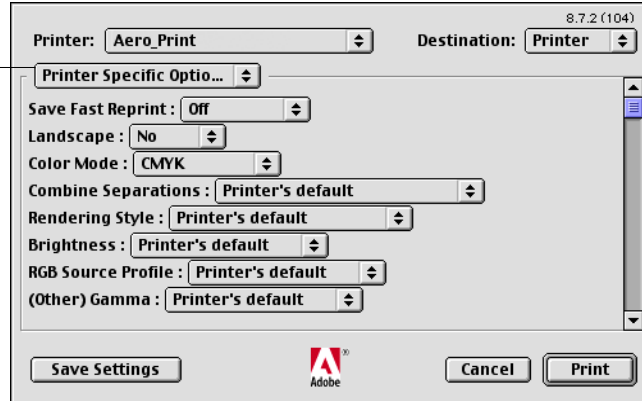 8.7.2 (104)
Printer: Aero_Print Destination: Printer
Printer Specific Optio...
Save Fast Reprint : Off
Landscape : No
Color Mode : CMYK
Combine Separations : Printer's default
Rendering Style : Printer's default
Brightness : Printer's default
RGB Source Profile : Printer's default
(Other) Gamma : Printer's default
Save Settings Adobe® Cancel Print